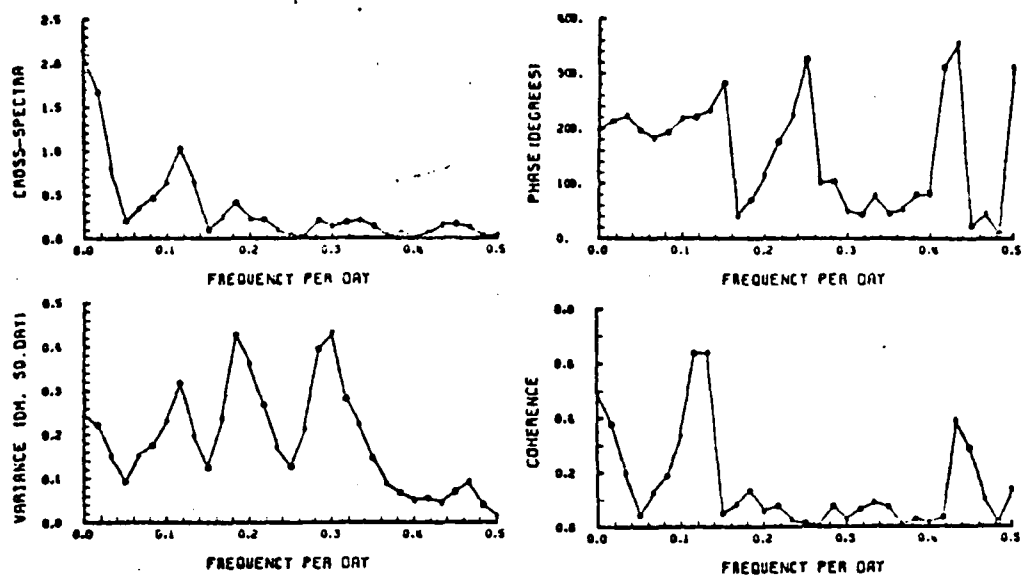 2.5
2.0
1.5
1.0
0.5
0.0
CROSS-SPECTRA
0.0 0.1 0.2 0.3 0.4 0.5
FREQUENCY PER DAY
400.
300.
200.
100.
0.
PHASE (DEGREES)
0.0 0.1 0.2 0.3 0.4 0.5
FREQUENCY PER DAY
0.5
0.4
0.3
0.2
0.1
0.0
VARIANCE (DM. SQ.DAY)
0.0 0.1 0.2 0.3 0.4 0.5
FREQUENCY PER DAY
0.8
0.6
0.4
0.2
0.0
COHERENCE
0.0 0.1 0.2 0.3 0.4 0.5
FREQUENCY PER DAY